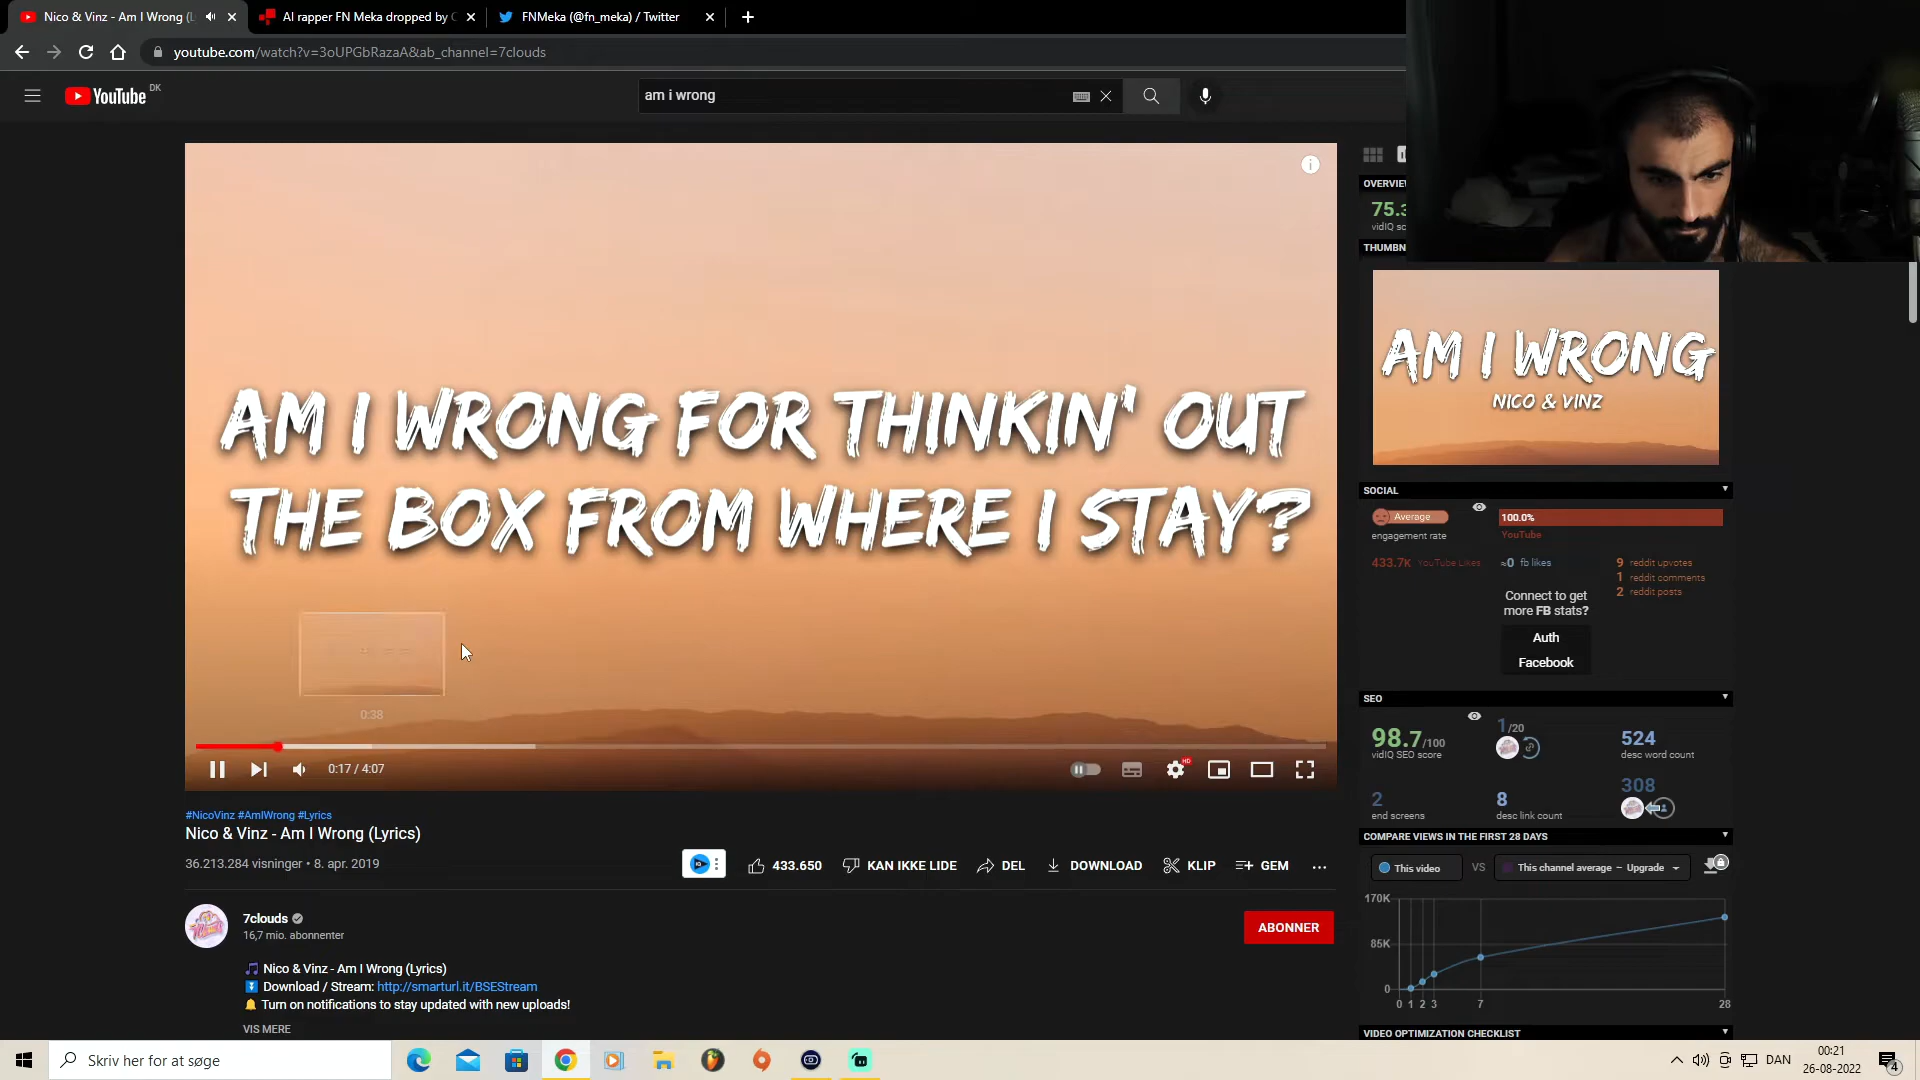 Nico & Vinz - Am I Wrong (L
AI rapper FN Meka dropped by C
FNMeka (@fn_meka) / Twitter
youtube.com/watch?v=3oUPGbRazaA&ab_channel=7clouds
YouTube DK
am i wrong
AM I WRONG FOR THINKIN' OUT
THE BOX FROM WHERE I STAY?
0:38
0:17 / 4:07
HD
#NicoVinz #AmIWrong #Lyrics
Nico & Vinz - Am I Wrong (Lyrics)
36.213.284 visninger • 8. apr. 2019
433.650
KAN IKKE LIDE
DEL
DOWNLOAD
KLIP
GEM
7clouds
16,7 mio. abonnenter
ABONNER
Nico & Vinz - Am I Wrong (Lyrics)
Download / Stream: http://smarturl.it/BSEStream
Turn on notifications to stay updated with new uploads!
VIS MERE
AM I WRONG
NICO & VINZ
SOCIAL
Average
engagement rate
100.0%
YouTube
433.7K YouTube Likes
≈0 fb likes
9 reddit upvotes
1 reddit comments
2 reddit posts
Connect to get
more FB stats?
Auth
Facebook
SEO
98.7/100
vidIQ SEO score
1/20
524
desc word count
2
end screens
8
desc link count
308
COMPARE VIEWS IN THE FIRST 28 DAYS
This video
VS
This channel average – Upgrade
170K
85K
0
0 1 2 3 7 28
VIDEO OPTIMIZATION CHECKLIST
Skriv her for at søge
DAN
00:21
26-08-2022
4